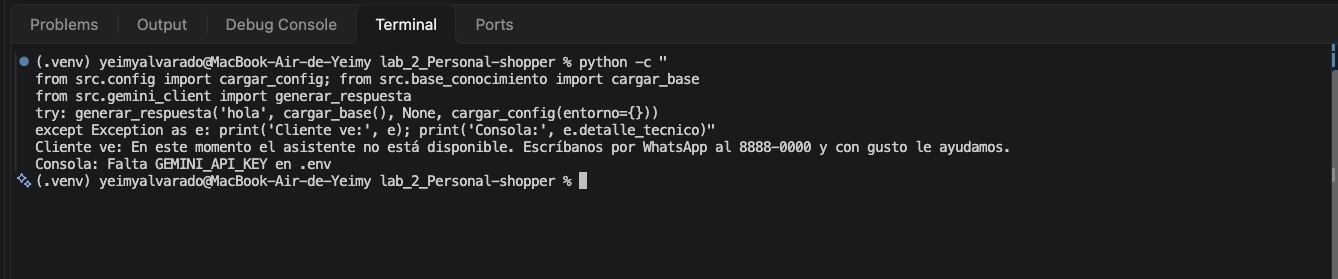 Problems Output Debug Console Terminal Ports
(.venv) yeimyalvarado@MacBook-Air-de-Yeimy lab_2_Personal-shopper % python -c "
from src.config import cargar_config; from src.base_conocimiento import cargar_base
from src.gemini_client import generar_respuesta
try: generar_respuesta('hola', cargar_base(), None, cargar_config(entorno={}))
except Exception as e: print('Cliente ve:', e); print('Consola:', e.detalle_tecnico)"
Cliente ve: En este momento el asistente no está disponible. Escríbanos por WhatsApp al 8888-0000 y con gusto le ayudamos.
Consola: Falta GEMINI_API_KEY en .env
(.venv) yeimyalvarado@MacBook-Air-de-Yeimy lab_2_Personal-shopper %